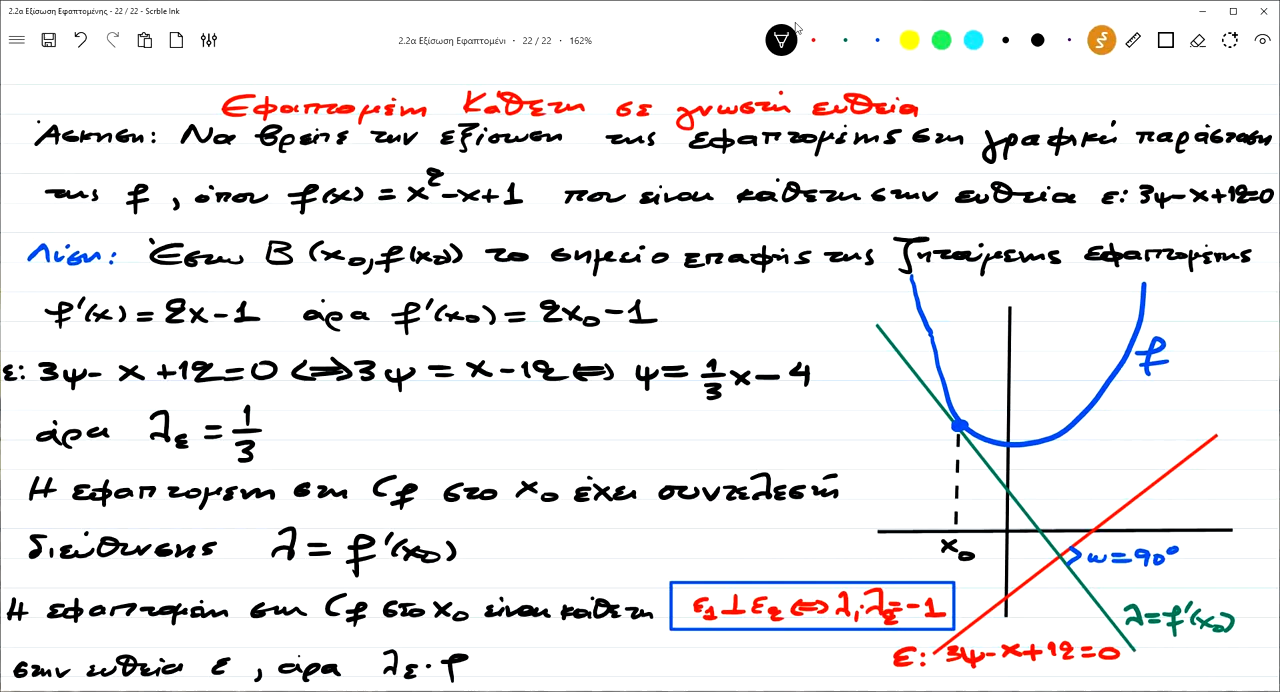 2.2α Εξίσωση Εφαπτομένης - 22 / 22 - Scrble Ink
2.2α Εξίσωση Εφαπτομένι • 22 / 22 • 162%
Εφαπτομένη Κάθετη σε γνωστή ευθεία
Άσκηση: Να βρείτε την εξίσωση της εφαπτομένης στη γραφική παράσταση
της f, όπου f(x) = x²-x+1 που είναι κάθετη στην ευθεία ε: 3ψ-x+12=0
Λύση: Έστω Β(x₀,f(x₀)) το σημείο επαφής της ζητούμενης εφαπτομένης
f'(x) = 2x-1 άρα f'(x₀) = 2x₀-1
ε: 3ψ- x +12=0 ⟺ 3ψ = x-12 ⟺ ψ= 1/3 x - 4
άρα λε = 1/3
Η εφαπτομένη στη Cf στο x₀ έχει συντελεστή
διεύθυνσης λ = f'(x₀)
Η εφαπτομένη στη Cf στο x₀ είναι κάθετη
στην ευθεία ε, άρα λε · f
ε₁ ⊥ ε₂ ⟺ λ₁·λ₂=-1
f
x₀
ω=90°
λ=f'(x₀)
ε: 3ψ-x+12=0